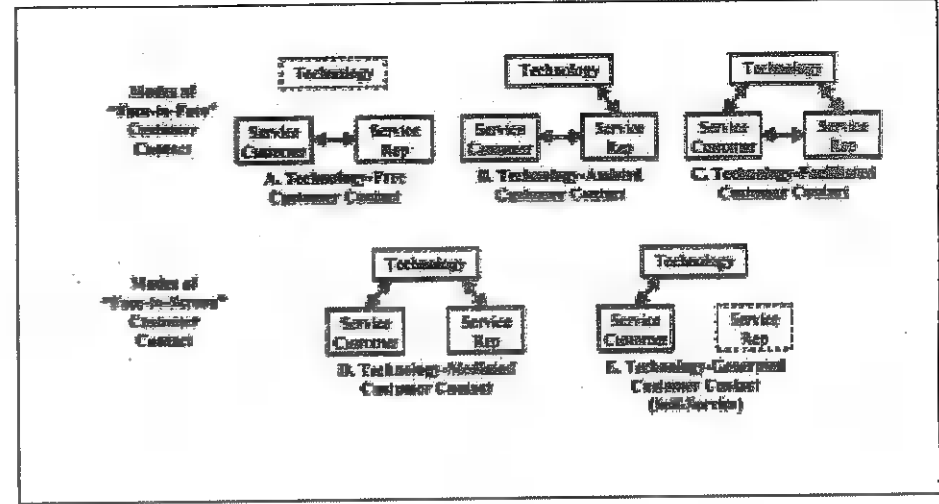 Modes of
"Face-to-Face"
Customer
Contact
Technology
Service
Customer
Service
Rep
A. Technology-Free
Customer Contact
Technology
Service
Customer
Service
Rep
B. Technology-Assisted
Customer Contact
Technology
Service
Customer
Service
Rep
C. Technology-Facilitated
Customer Contact
Modes of
"Face-to-Screen"
Customer
Contact
Technology
Service
Customer
Service
Rep
D. Technology-Mediated
Customer Contact
Technology
Service
Customer
Service
Rep
E. Technology-Generated
Customer Contact
(Self-Service)